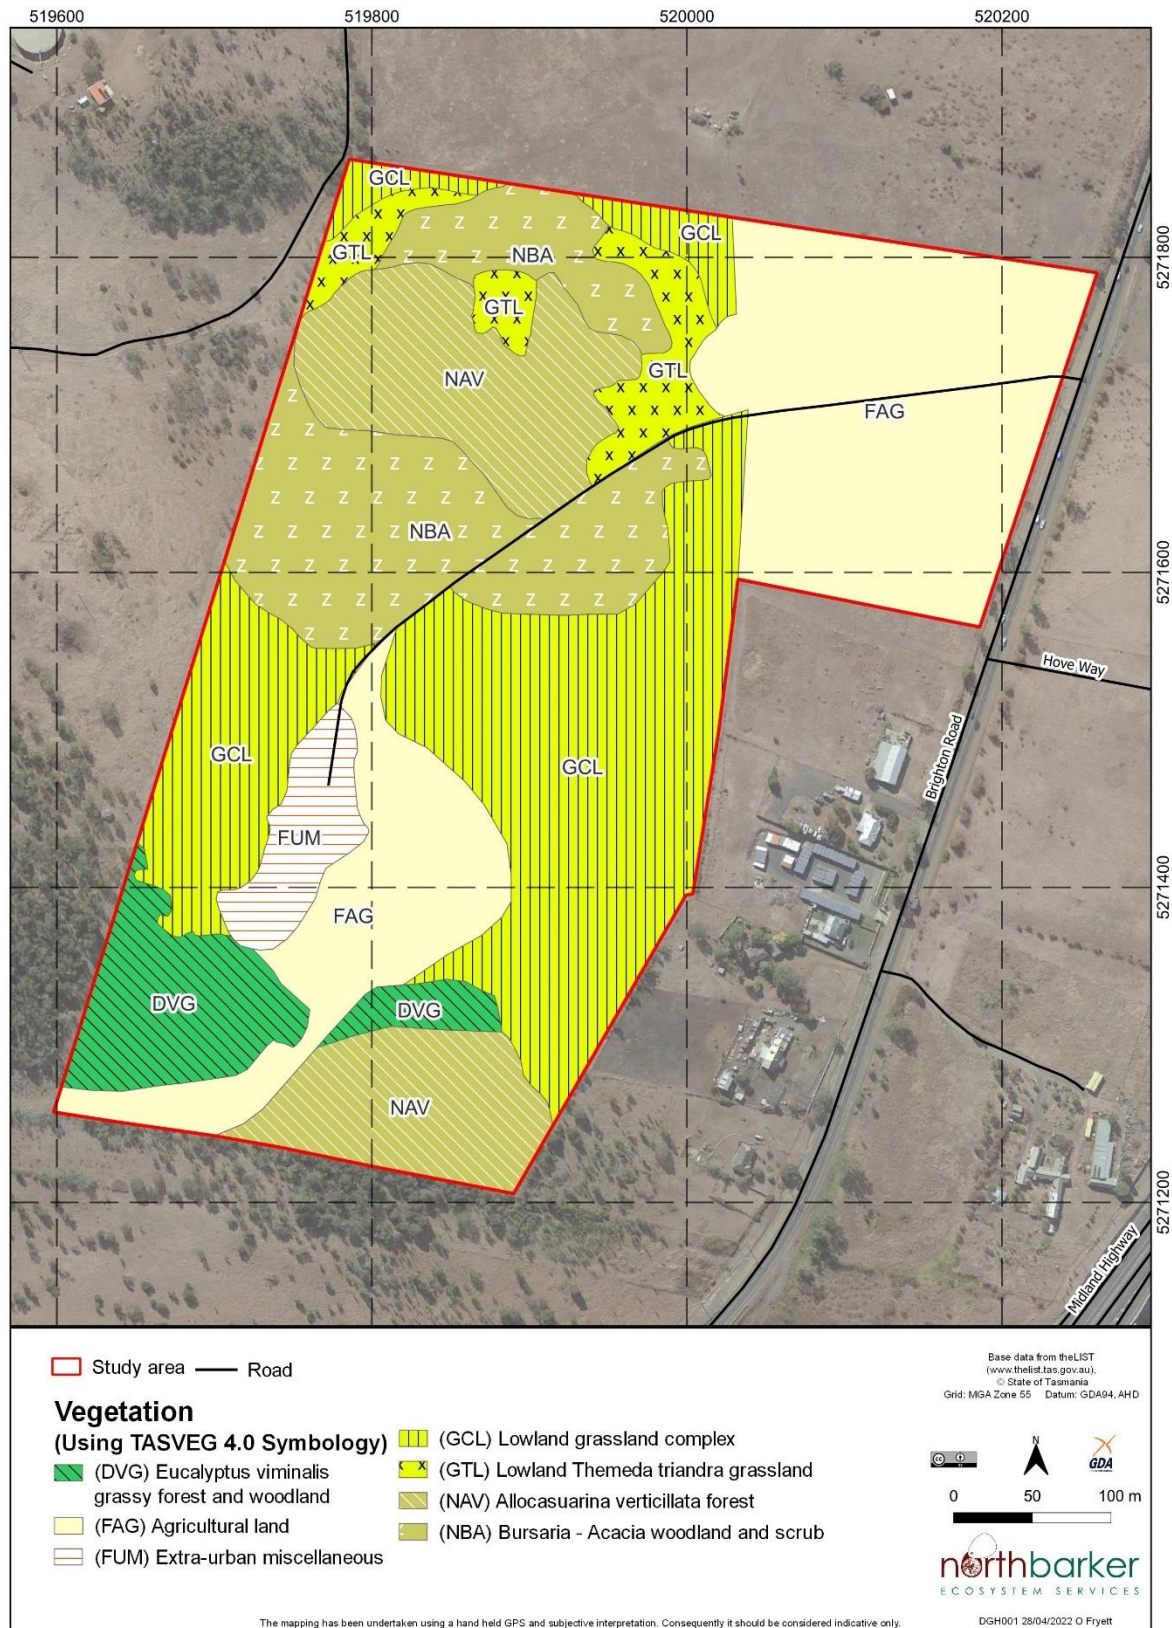 519600
519800
520000
520200
GCL
GCL
5271800
GTL
NBA
GTL
GTL
NAV
FAG
NBA
5271600
Hove Way
GCL
GCL
Brighton Road
FUM
5271400
FAG
DVG
DVG
NAV
5271200
Midland Highway
Study area
Road
Vegetation
(Using TASVEG 4.0 Symbology)
(DVG) Eucalyptus viminalis
grassy forest and woodland
(FAG) Agricultural land
(FUM) Extra-urban miscellaneous
(GCL) Lowland grassland complex
(GTL) Lowland Themeda triandra grassland
(NAV) Allocasuarina verticillata forest
(NBA) Bursaria - Acacia woodland and scrub
Base data from theLIST
(www.thelist.tas.gov.au),
© State of Tasmania
Grid: MGA Zone 55 Datum: GDA94, AHD
N
GDA
0 50 100 m
northbarker
ECOSYSTEM SERVICES
The mapping has been undertaken using a hand held GPS and subjective interpretation. Consequently it should be considered indicative only.
DGH001 28/04/2022 O Fryett